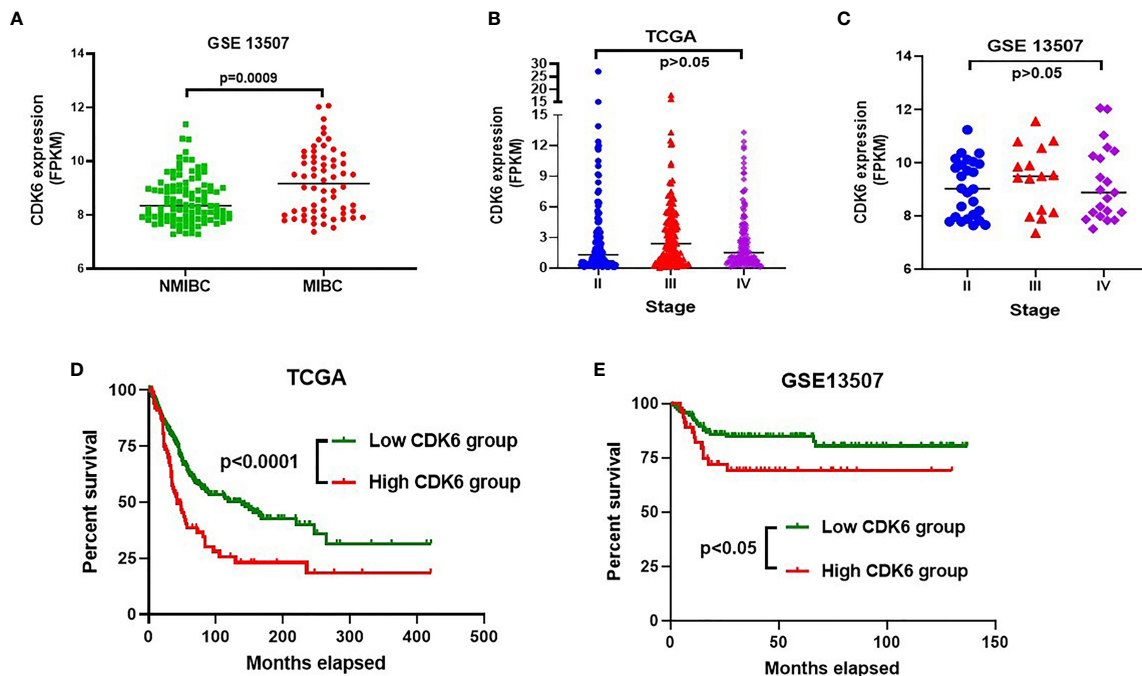 A
GSE 13507
CDK6 expression
(FPKM)
14
12
10
8
6
p=0.0009
NMIBC
MIBC
B
TCGA
p>0.05
CDK6 expression
(FPKM)
30
25
20
15
15
12
9
6
3
0
II
III
IV
Stage
C
GSE 13507
p>0.05
CDK6 expression
(FPKM)
14
12
10
8
6
II
III
IV
Stage
D
TCGA
Percent survival
100
75
50
25
0
p<0.0001
Low CDK6 group
High CDK6 group
0
100
200
300
400
500
Months elapsed
E
GSE13507
Percent survival
100
75
50
25
0
p<0.05
Low CDK6 group
High CDK6 group
0
50
100
150
Months elapsed